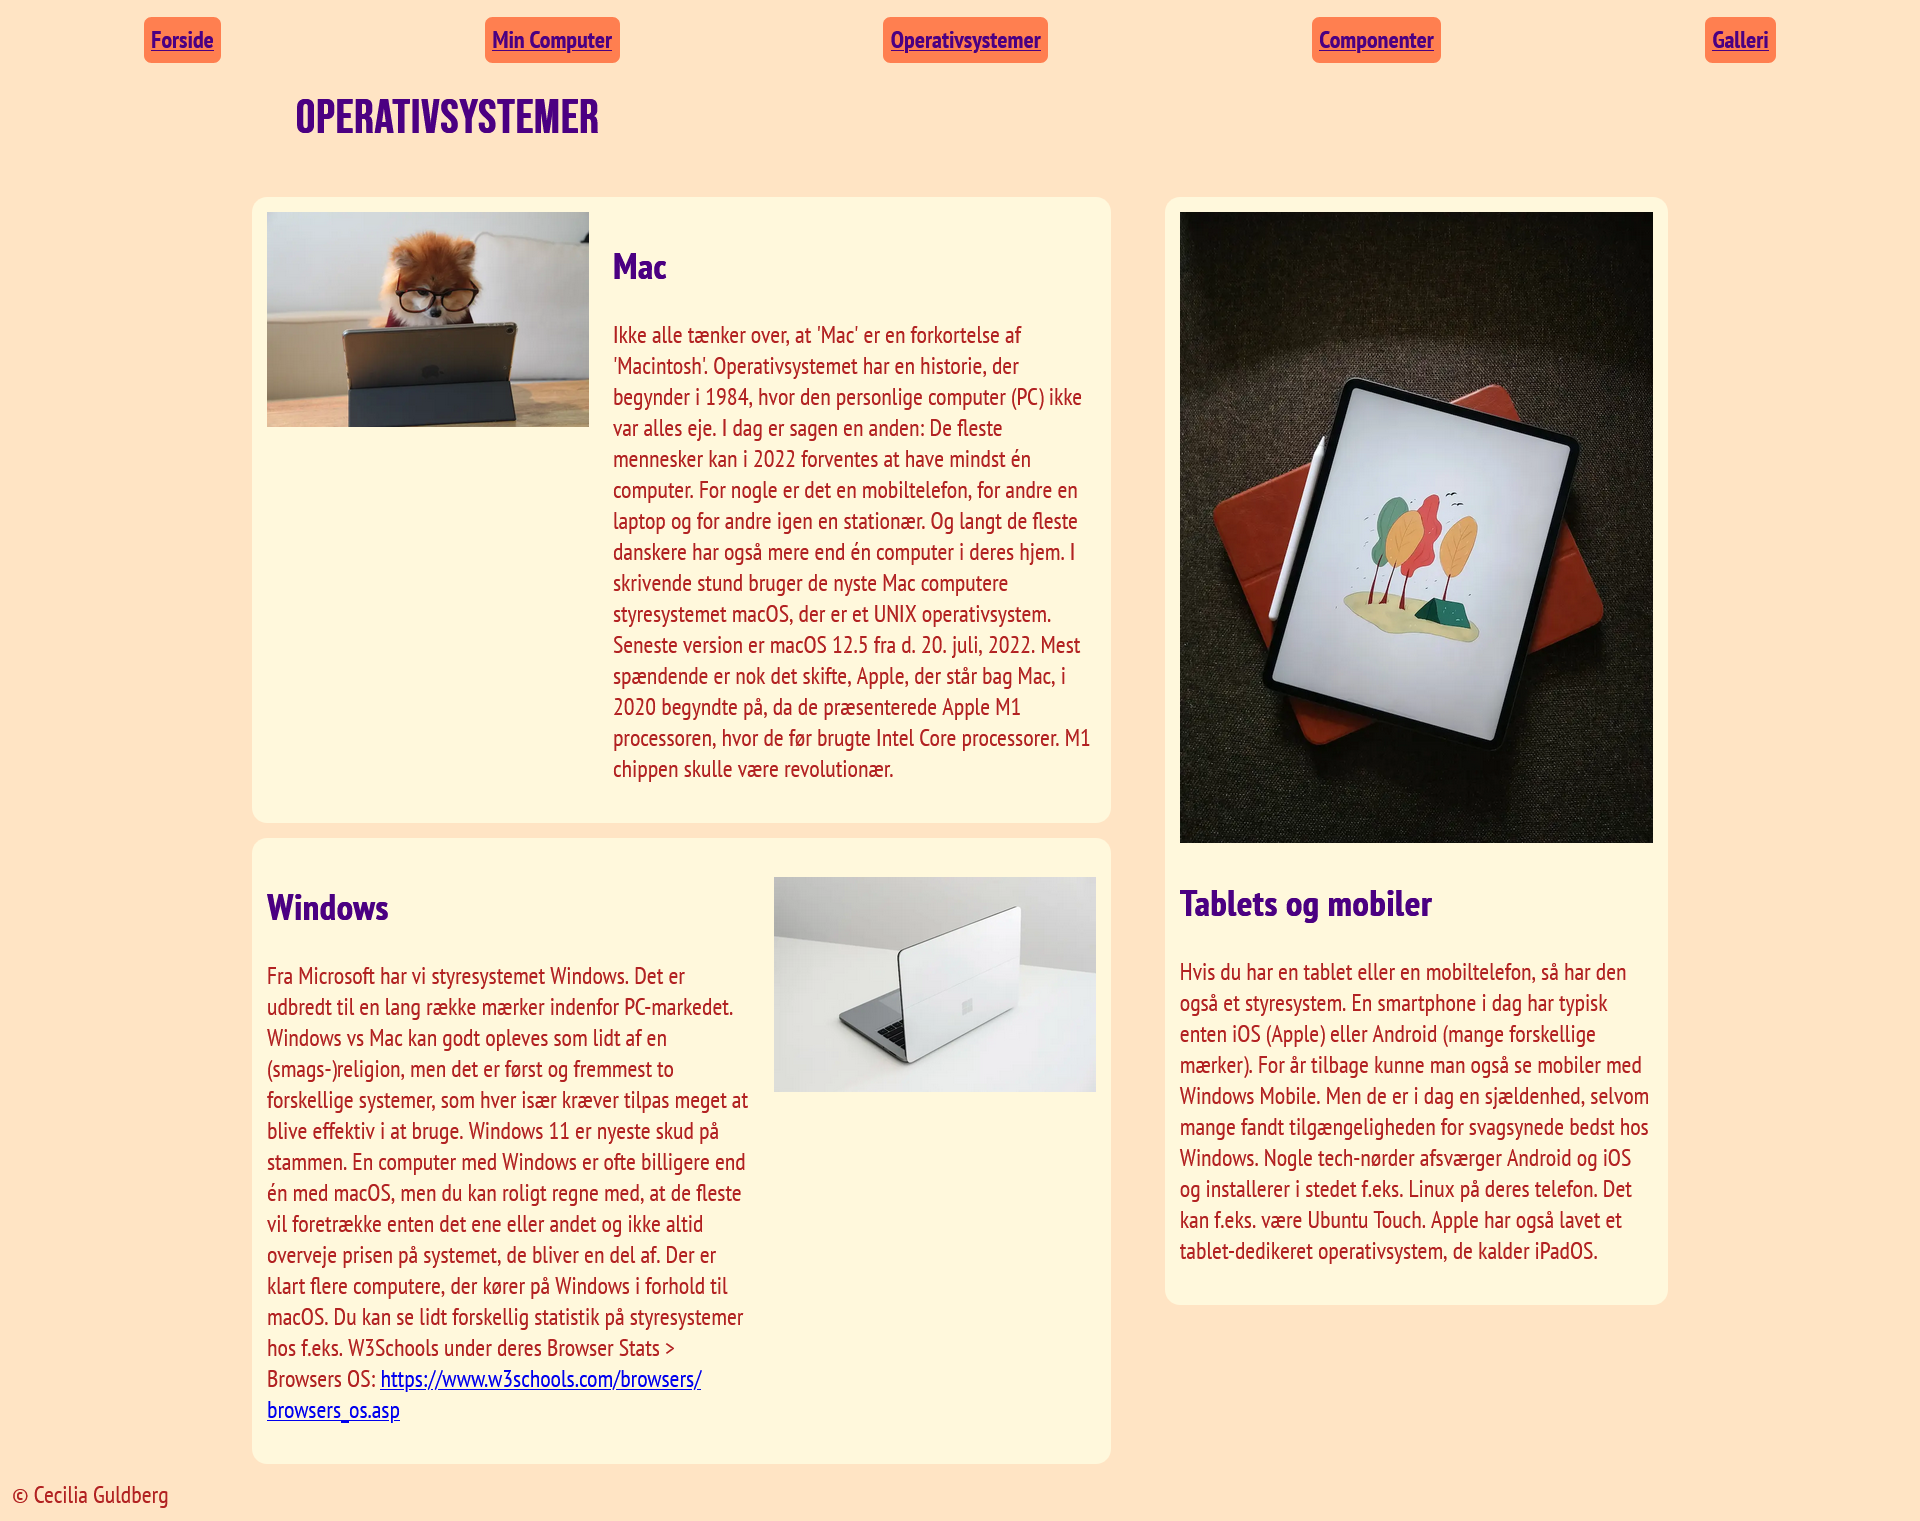 Forside
Min Computer
Operativsystemer
Componenter
Galleri
OPERATIVSYSTEMER
Mac
Ikke alle tænker over, at 'Mac' er en forkortelse af
'Macintosh'. Operativsystemet har en historie, der
begynder i 1984, hvor den personlige computer (PC) ikke
var alles eje. I dag er sagen en anden: De fleste
mennesker kan i 2022 forventes at have mindst én
computer. For nogle er det en mobiltelefon, for andre en
laptop og for andre igen en stationær. Og langt de fleste
danskere har også mere end én computer i deres hjem. I
skrivende stund bruger de nyste Mac computere
styresystemet macOS, der er et UNIX operativsystem.
Seneste version er macOS 12.5 fra d. 20. juli, 2022. Mest
spændende er nok det skifte, Apple, der står bag Mac, i
2020 begyndte på, da de præsenterede Apple M1
processoren, hvor de før brugte Intel Core processorer. M1
chippen skulle være revolutionær.
Windows
Fra Microsoft har vi styresystemet Windows. Det er
udbredt til en lang række mærker indenfor PC-markedet.
Windows vs Mac kan godt opleves som lidt af en
(smags-)religion, men det er først og fremmest to
forskellige systemer, som hver især kræver tilpas meget at
blive effektiv i at bruge. Windows 11 er nyeste skud på
stammen. En computer med Windows er ofte billigere end
én med macOS, men du kan roligt regne med, at de fleste
vil foretrække enten det ene eller andet og ikke altid
overveje prisen på systemet, de bliver en del af. Der er
klart flere computere, der kører på Windows i forhold til
macOS. Du kan se lidt forskellig statistik på styresystemer
hos f.eks. W3Schools under deres Browser Stats >
Browsers OS: https://www.w3schools.com/browsers/
browsers_os.asp
Tablets og mobiler
Hvis du har en tablet eller en mobiltelefon, så har den
også et styresystem. En smartphone i dag har typisk
enten iOS (Apple) eller Android (mange forskellige
mærker). For år tilbage kunne man også se mobiler med
Windows Mobile. Men de er i dag en sjældenhed, selvom
mange fandt tilgængeligheden for svagsynede bedst hos
Windows. Nogle tech-nørder afsværger Android og iOS
og installerer i stedet f.eks. Linux på deres telefon. Det
kan f.eks. være Ubuntu Touch. Apple har også lavet et
tablet-dedikeret operativsystem, de kalder iPadOS.
© Cecilia Guldberg